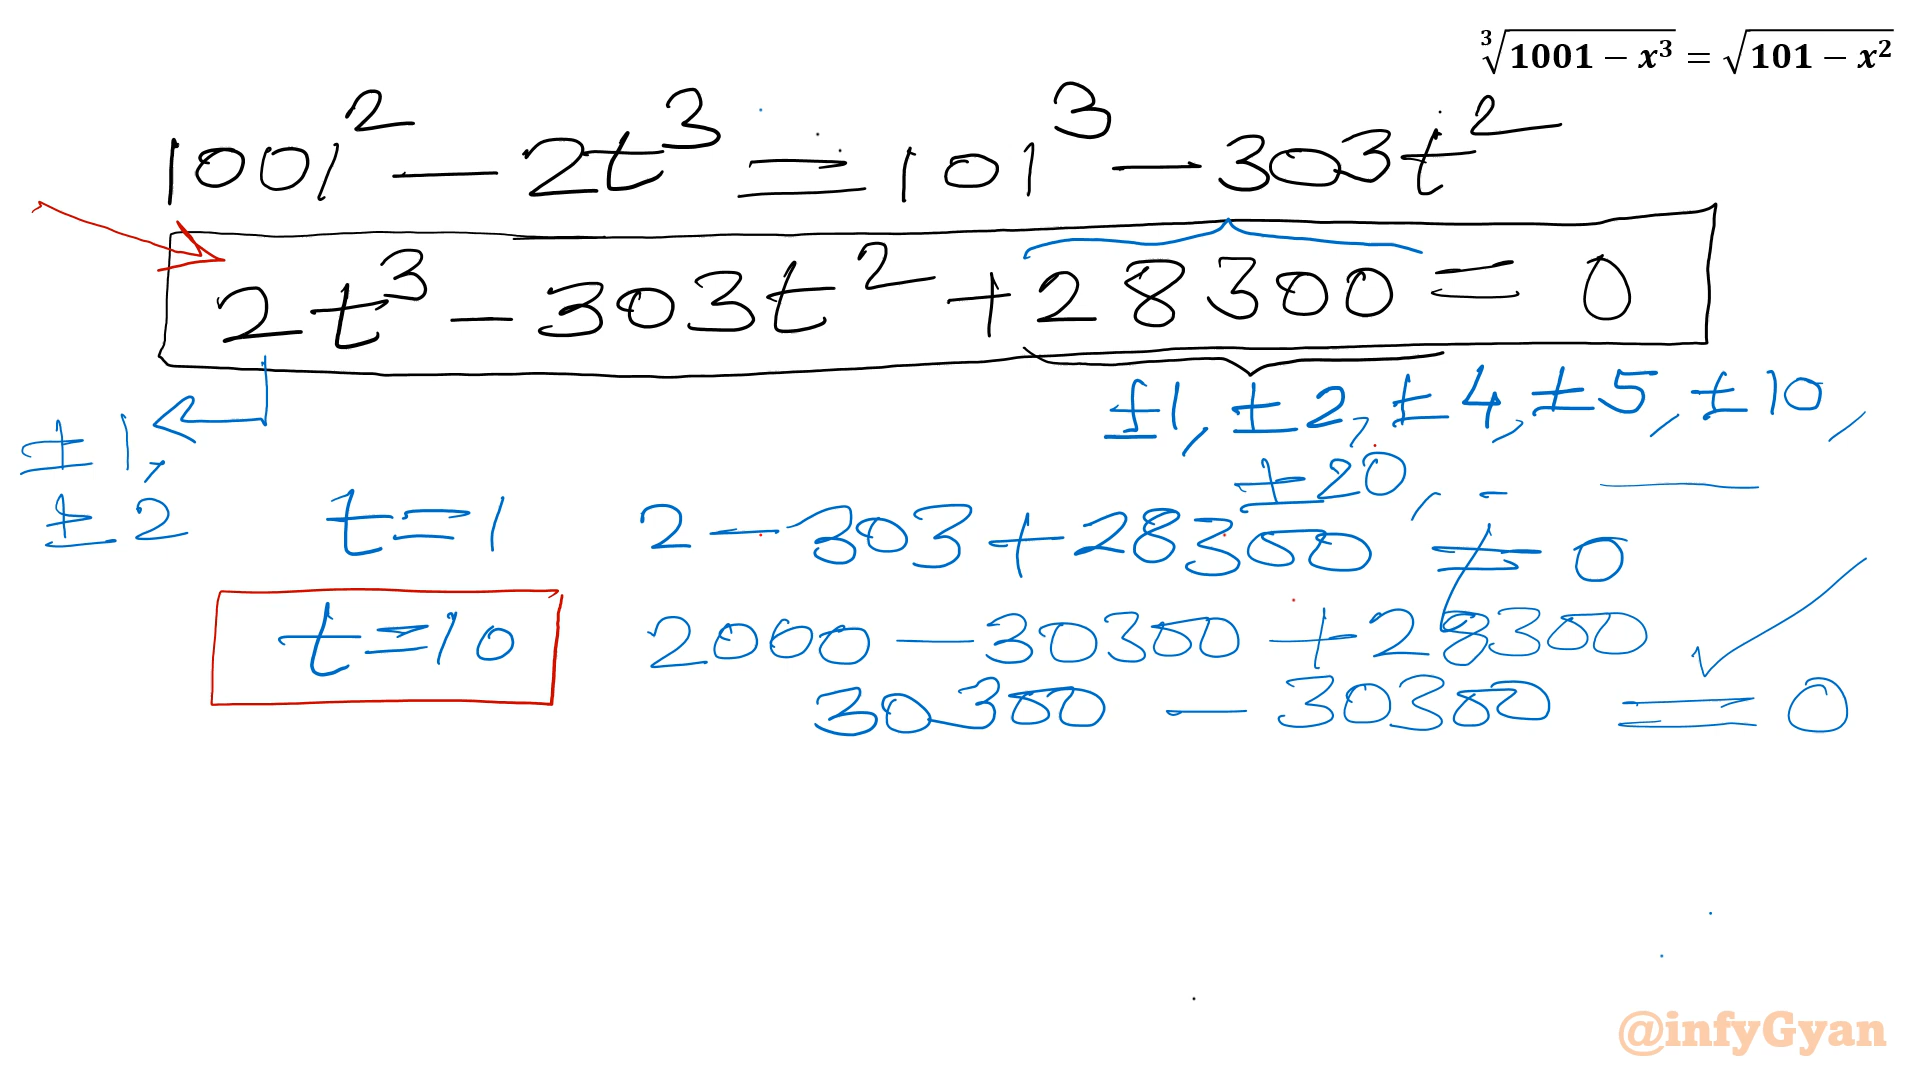 ∛(1001 − x³) = √(101 − x²)
1001² − 2t³ = 101³ − 303t²
2t³ − 303t² + 28300 = 0
±1, ±2, ±4, ±5, ±10,
±1,
±20, -
±2
t = 1 2 − 303 + 28300 ≠ 0
t = 10 2000 − 30300 + 28300
30300 − 30300 = 0
@infyGyan